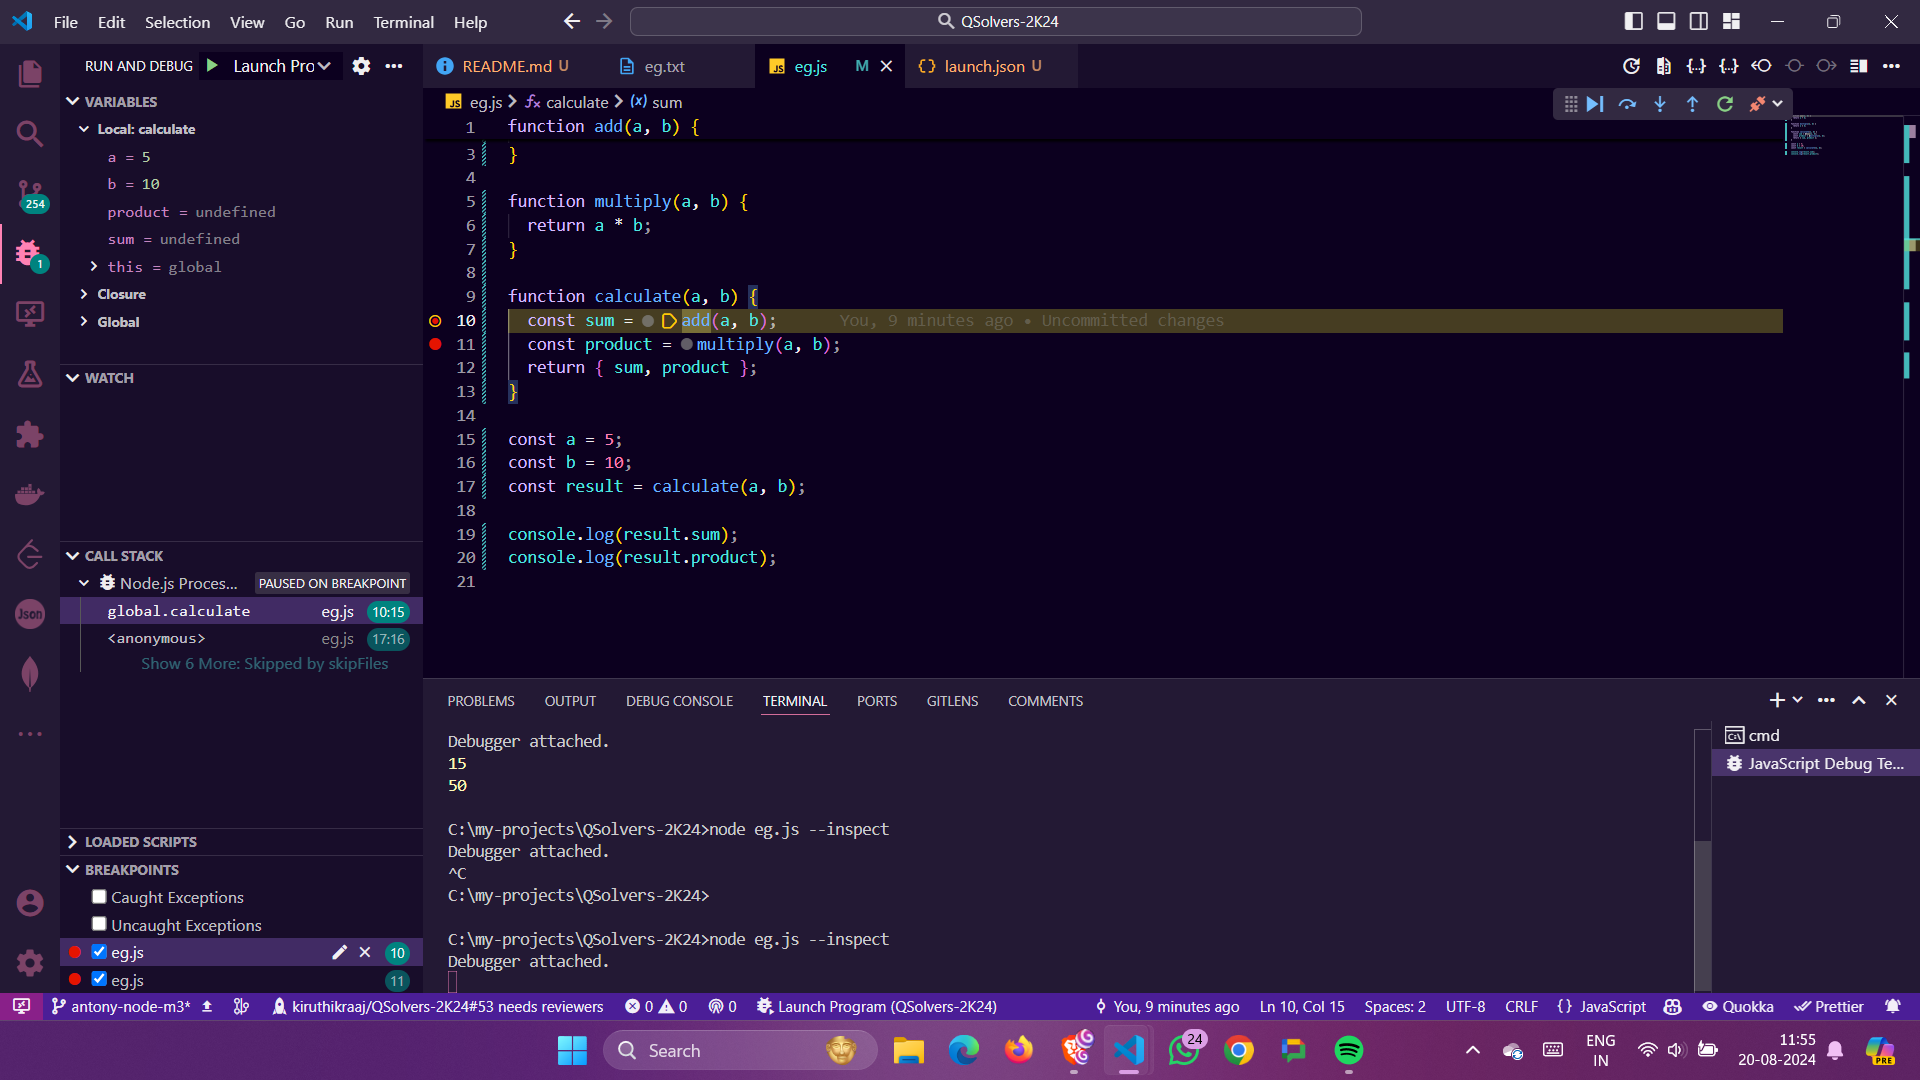 File Edit Selection View Go Run Terminal Help
QSolvers-2K24
RUN AND DEBUG
Launch Pro
README.md U
eg.txt
JS eg.js M
{} launch.json U
VARIABLES
Local: calculate
a = 5
b = 10
product = undefined
sum = undefined
this = global
Closure
Global
WATCH
CALL STACK
Node.js Proces... PAUSED ON BREAKPOINT
global.calculate eg.js 10:15
<anonymous> eg.js 17:16
Show 6 More: Skipped by skipFiles
LOADED SCRIPTS
BREAKPOINTS
Caught Exceptions
Uncaught Exceptions
eg.js 10
eg.js 11
254
1
Json
JS eg.js > calculate > sum
1 function add(a, b) {
3 }
4
5 function multiply(a, b) {
6 return a * b;
7 }
8
9 function calculate(a, b) {
10 const sum = add(a, b); You, 9 minutes ago • Uncommitted changes
11 const product = multiply(a, b);
12 return { sum, product };
13 }
14
15 const a = 5;
16 const b = 10;
17 const result = calculate(a, b);
18
19 console.log(result.sum);
20 console.log(result.product);
21
PROBLEMS OUTPUT DEBUG CONSOLE TERMINAL PORTS GITLENS COMMENTS
Debugger attached.
15
50
C:\my-projects\QSolvers-2K24>node eg.js --inspect
Debugger attached.
^C
C:\my-projects\QSolvers-2K24>
C:\my-projects\QSolvers-2K24>node eg.js --inspect
Debugger attached.
cmd
JavaScript Debug Te...
antony-node-m3* kiruthikraaj/QSolvers-2K24#53 needs reviewers 0 0 0 Launch Program (QSolvers-2K24) You, 9 minutes ago Ln 10, Col 15 Spaces: 2 UTF-8 CRLF {} JavaScript Quokka Prettier
Search
24
ENG
IN
11:55
20-08-2024
PRE